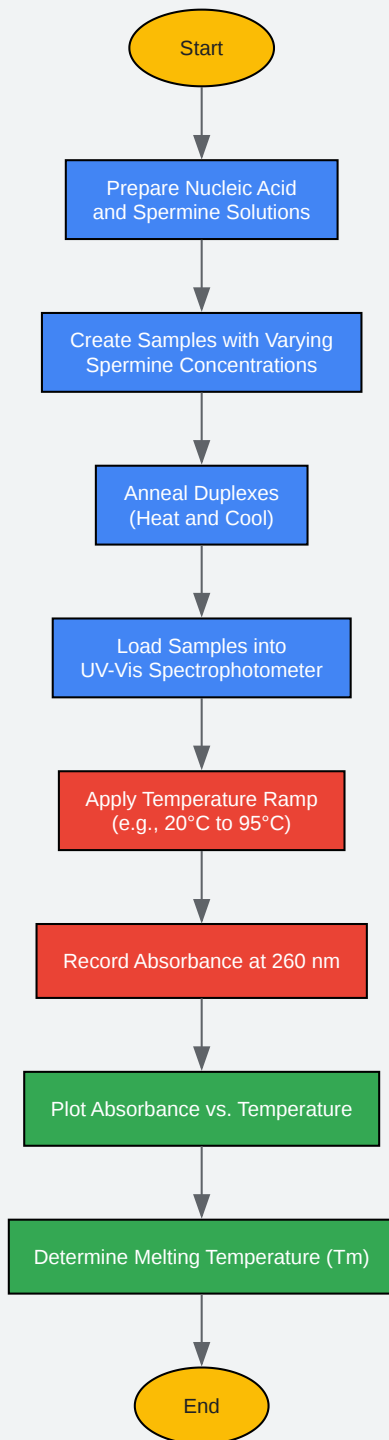 Start
Prepare Nucleic Acid
and Spermine Solutions
Create Samples with Varying
Spermine Concentrations
Anneal Duplexes
(Heat and Cool)
Load Samples into
UV-Vis Spectrophotometer
Apply Temperature Ramp
(e.g., 20°C to 95°C)
Record Absorbance at 260 nm
Plot Absorbance vs. Temperature
Determine Melting Temperature (Tm)
End